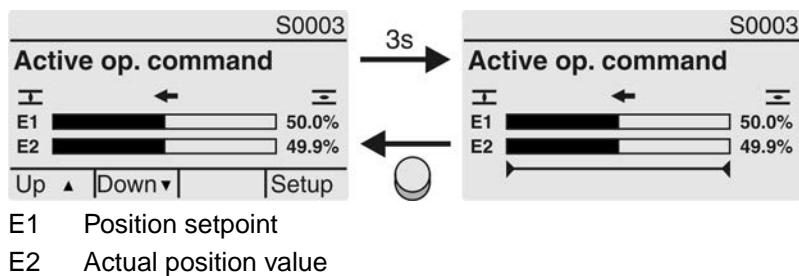 S0003
Active op. command
E1 50.0%
E2 49.9%
Up ▲ Down ▼ Setup
3s
S0003
Active op. command
E1 50.0%
E2 49.9%
E1 Position setpoint
E2 Actual position value